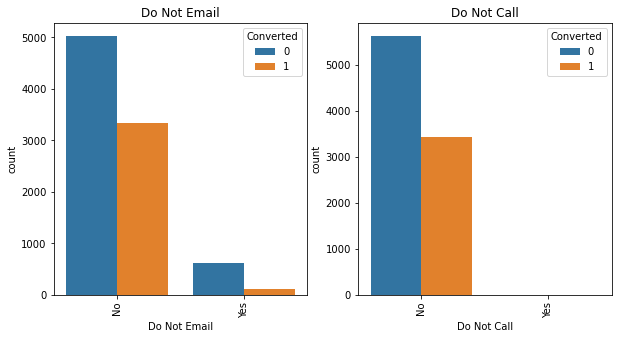 Do Not Email
Converted
0
1
5000
4000
3000
2000
1000
0
count
No
Yes
Do Not Email
Do Not Call
Converted
0
1
5000
4000
3000
2000
1000
0
count
No
Yes
Do Not Call